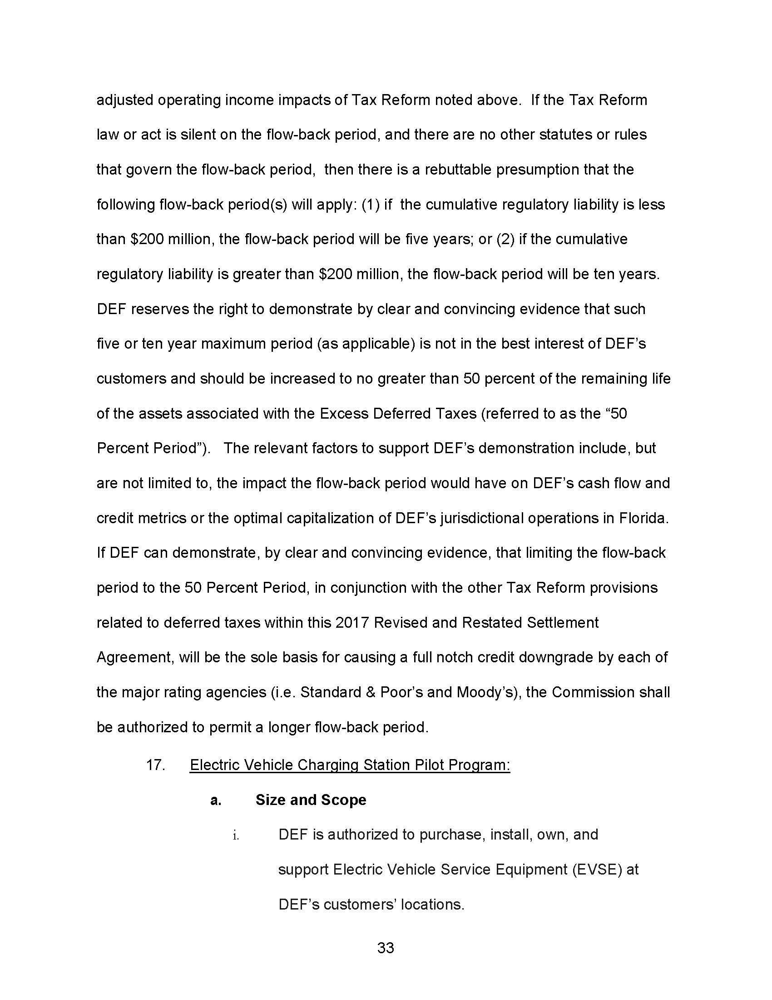 adjusted operating income impacts of Tax Reform noted above.  If the Tax Reform
law or act is silent on the flow-back period, and there are no other statutes or rules
that govern the flow-back period,  then there is a rebuttable presumption that the
following flow-back period(s) will apply: (1) if  the cumulative regulatory liability is less
than $200 million, the flow-back period will be five years; or (2) if the cumulative
regulatory liability is greater than $200 million, the flow-back period will be ten years.
DEF reserves the right to demonstrate by clear and convincing evidence that such
five or ten year maximum period (as applicable) is not in the best interest of DEF’s
customers and should be increased to no greater than 50 percent of the remaining life
of the assets associated with the Excess Deferred Taxes (referred to as the “50
Percent Period”).   The relevant factors to support DEF’s demonstration include, but
are not limited to, the impact the flow-back period would have on DEF’s cash flow and
credit metrics or the optimal capitalization of DEF’s jurisdictional operations in Florida.
If DEF can demonstrate, by clear and convincing evidence, that limiting the flow-back
period to the 50 Percent Period, in conjunction with the other Tax Reform provisions
related to deferred taxes within this 2017 Revised and Restated Settlement
Agreement, will be the sole basis for causing a full notch credit downgrade by each of
the major rating agencies (i.e. Standard & Poor’s and Moody’s), the Commission shall
be authorized to permit a longer flow-back period.
17. Electric Vehicle Charging Station Pilot Program:
a. Size and Scope
i. DEF is authorized to purchase, install, own, and
support Electric Vehicle Service Equipment (EVSE) at
DEF’s customers’ locations.
33